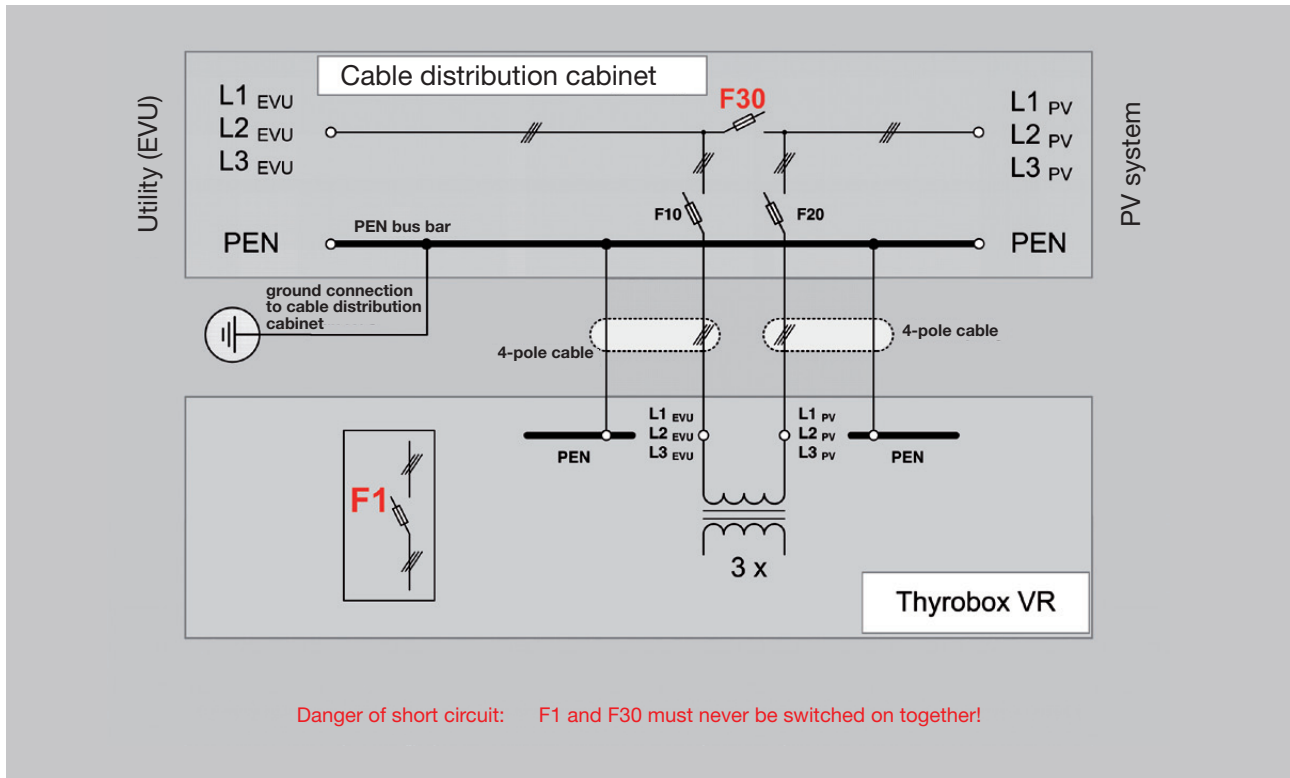 Cable distribution cabinet
Utility (EVU)
L1 EVU
L2 EVU
L3 EVU
F30
L1 PV
L2 PV
L3 PV
PV system
F10
F20
PEN
PEN bus bar
PEN
ground connection
to cable distribution
cabinet
4-pole cable
4-pole cable
L1 EVU
L2 EVU
L3 EVU
L1 PV
L2 PV
L3 PV
PEN
PEN
F1
3 x
Thyrobox VR
Danger of short circuit: F1 and F30 must never be switched on together!